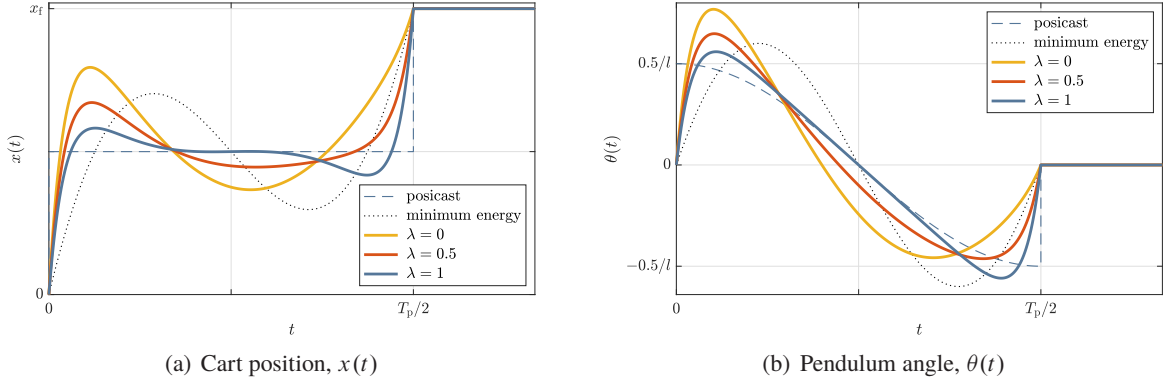 x_f
x(t)
0
0
T_p/2
t
posicast
minimum energy
λ = 0
λ = 0.5
λ = 1
(a) Cart position, x(t)
0.5/l
0
−0.5/l
θ(t)
0
T_p/2
t
posicast
minimum energy
λ = 0
λ = 0.5
λ = 1
(b) Pendulum angle, θ(t)